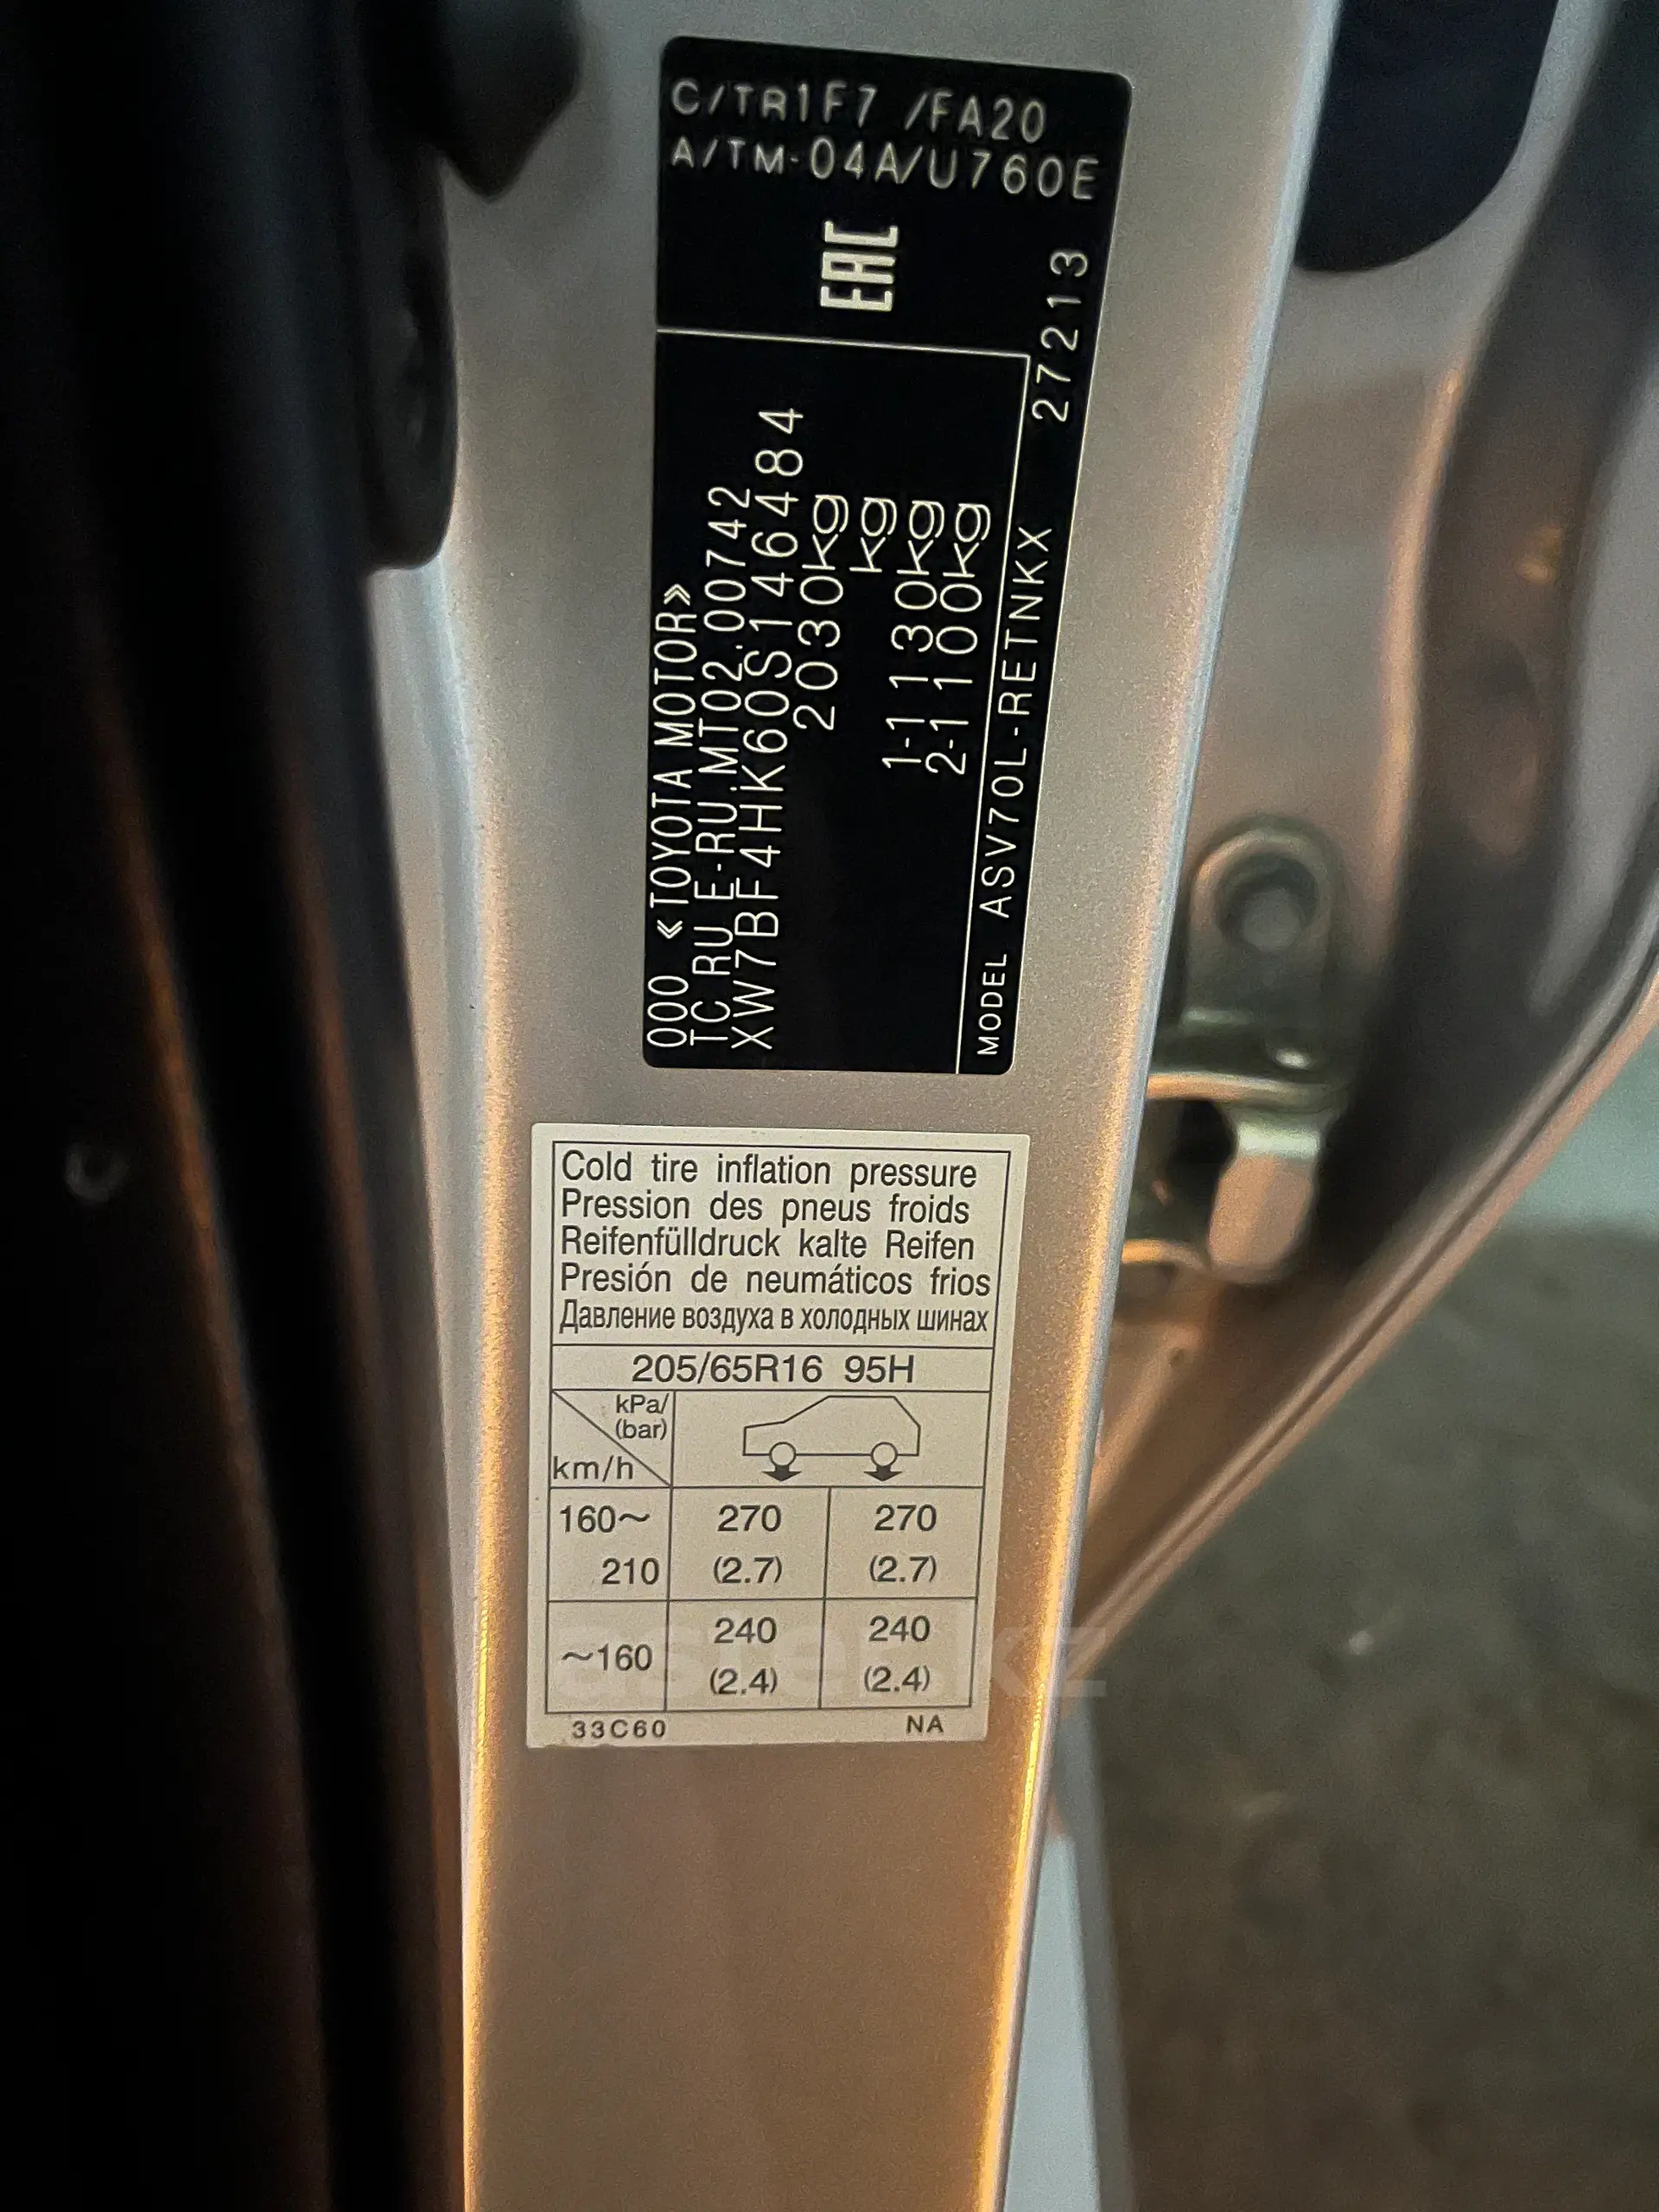 ООО «TOYOTA MOTOR»
TC RU E-RU.MT02.00742
XW7BF4HK60S146484
2030kg
kg
1-1130kg
2-1100kg
MODEL ASV70L-RETNKX 27213
EAC
C/TR1F7 /FA20
A/TM-04A/U760E
Cold tire inflation pressure
Pression des pneus froids
Reifenfülldruck kalte Reifen
Presión de neumáticos frios
Давление воздуха в холодных шинах
205/65R16 95H
kPa/
(bar)
km/h
160~ 270 270
210 (2.7) (2.7)
~160 240 240
(2.4) (2.4)
33C60 NA
aster.kz